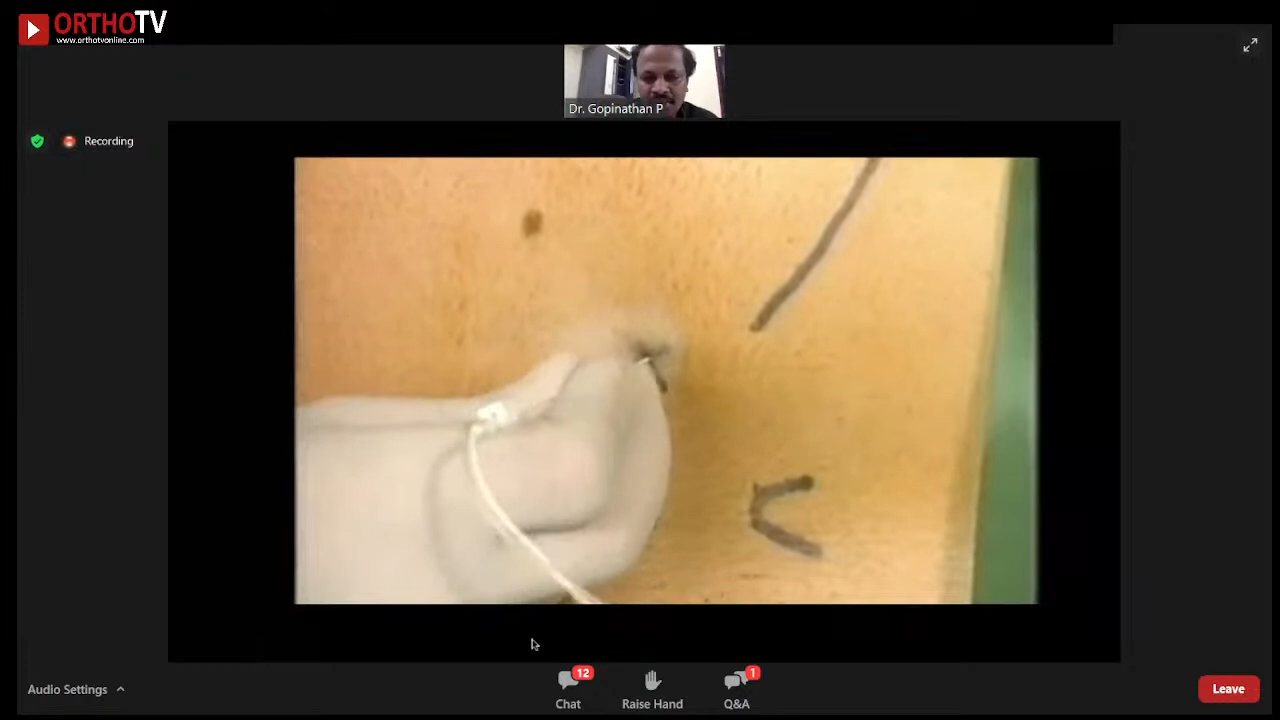 ORTHOTV
www.orthotvonline.com
Dr. Gopinathan P
Recording
12
1
Audio Settings
Chat
Raise Hand
Q&A
Leave